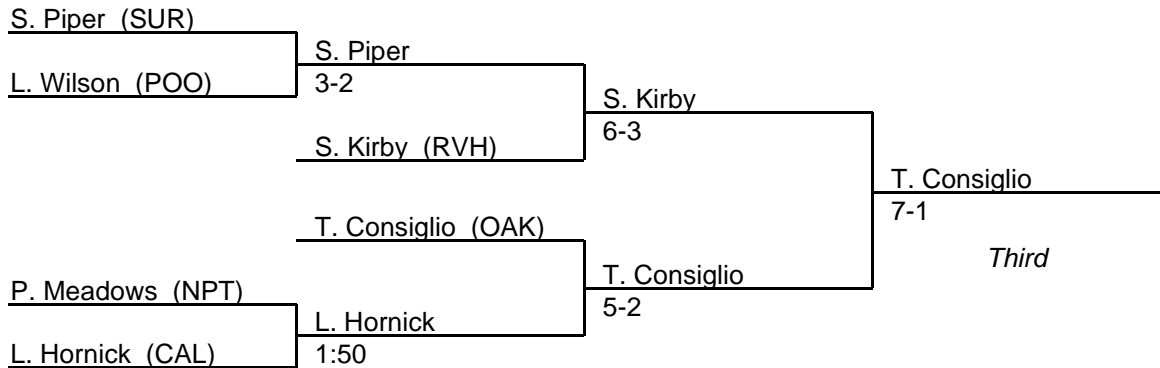 S. Piper (SUR)
S. Piper
L. Wilson (POO)
3-2
S. Kirby
6-3
S. Kirby (RVH)
T. Consiglio
7-1
T. Consiglio (OAK)
Third
T. Consiglio
P. Meadows (NPT)
5-2
L. Hornick
L. Hornick (CAL)
1:50